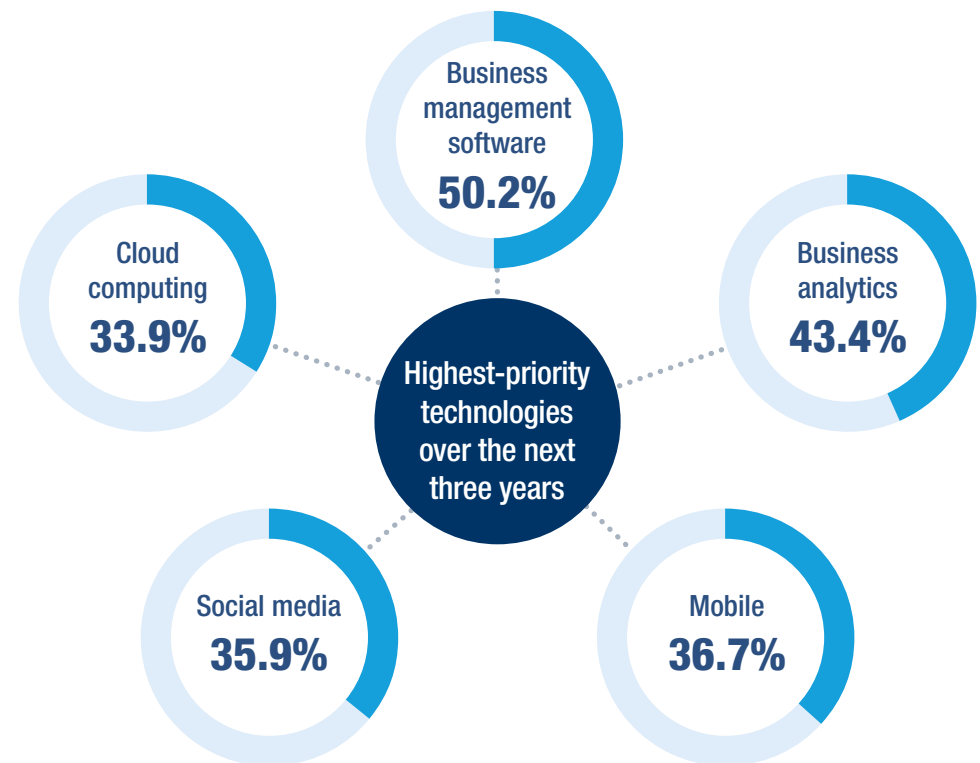 Business
management
software
50.2%
Cloud
computing
33.9%
Business
analytics
43.4%
Highest-priority
technologies
over the next
three years
Social media
35.9%
Mobile
36.7%